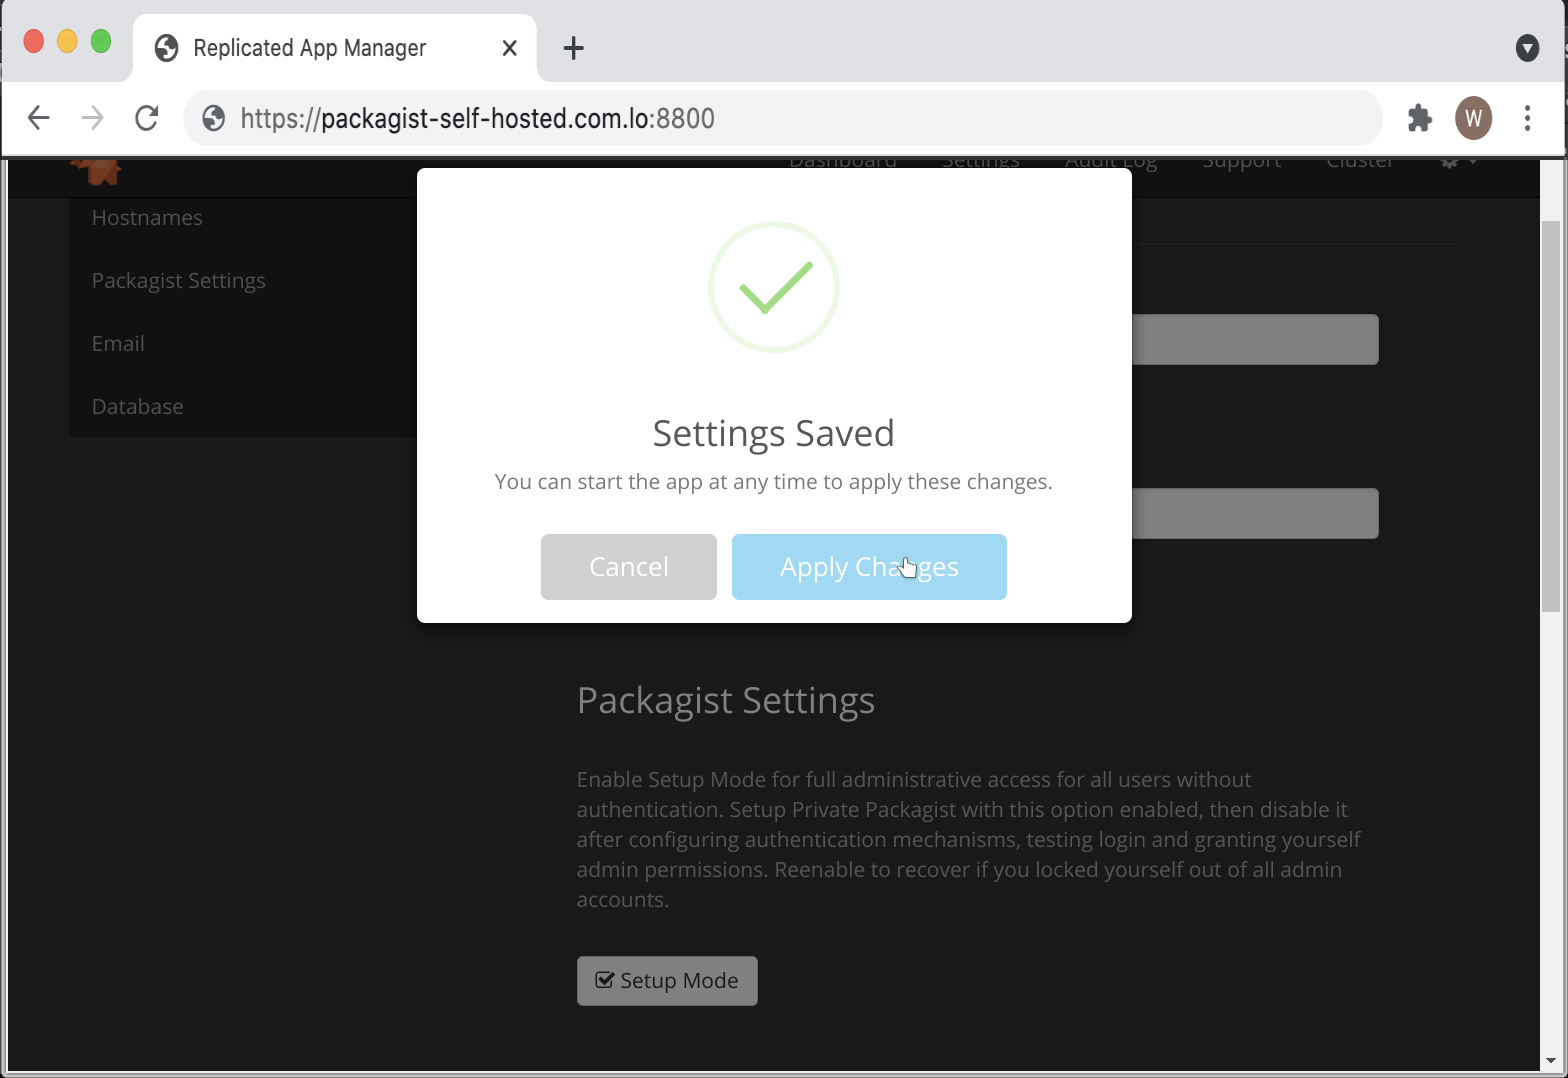 Replicated App Manager
https://packagist-self-hosted.com.lo:8800
W
Dashboard Settings Audit Log Support Cluster
Hostnames
Packagist Settings
Email
Database
Settings Saved
You can start the app at any time to apply these changes.
Cancel
Apply Changes
Packagist Settings
Enable Setup Mode for full administrative access for all users without
authentication. Setup Private Packagist with this option enabled, then disable it
after configuring authentication mechanisms, testing login and granting yourself
admin permissions. Reenable to recover if you locked yourself out of all admin
accounts.
Setup Mode